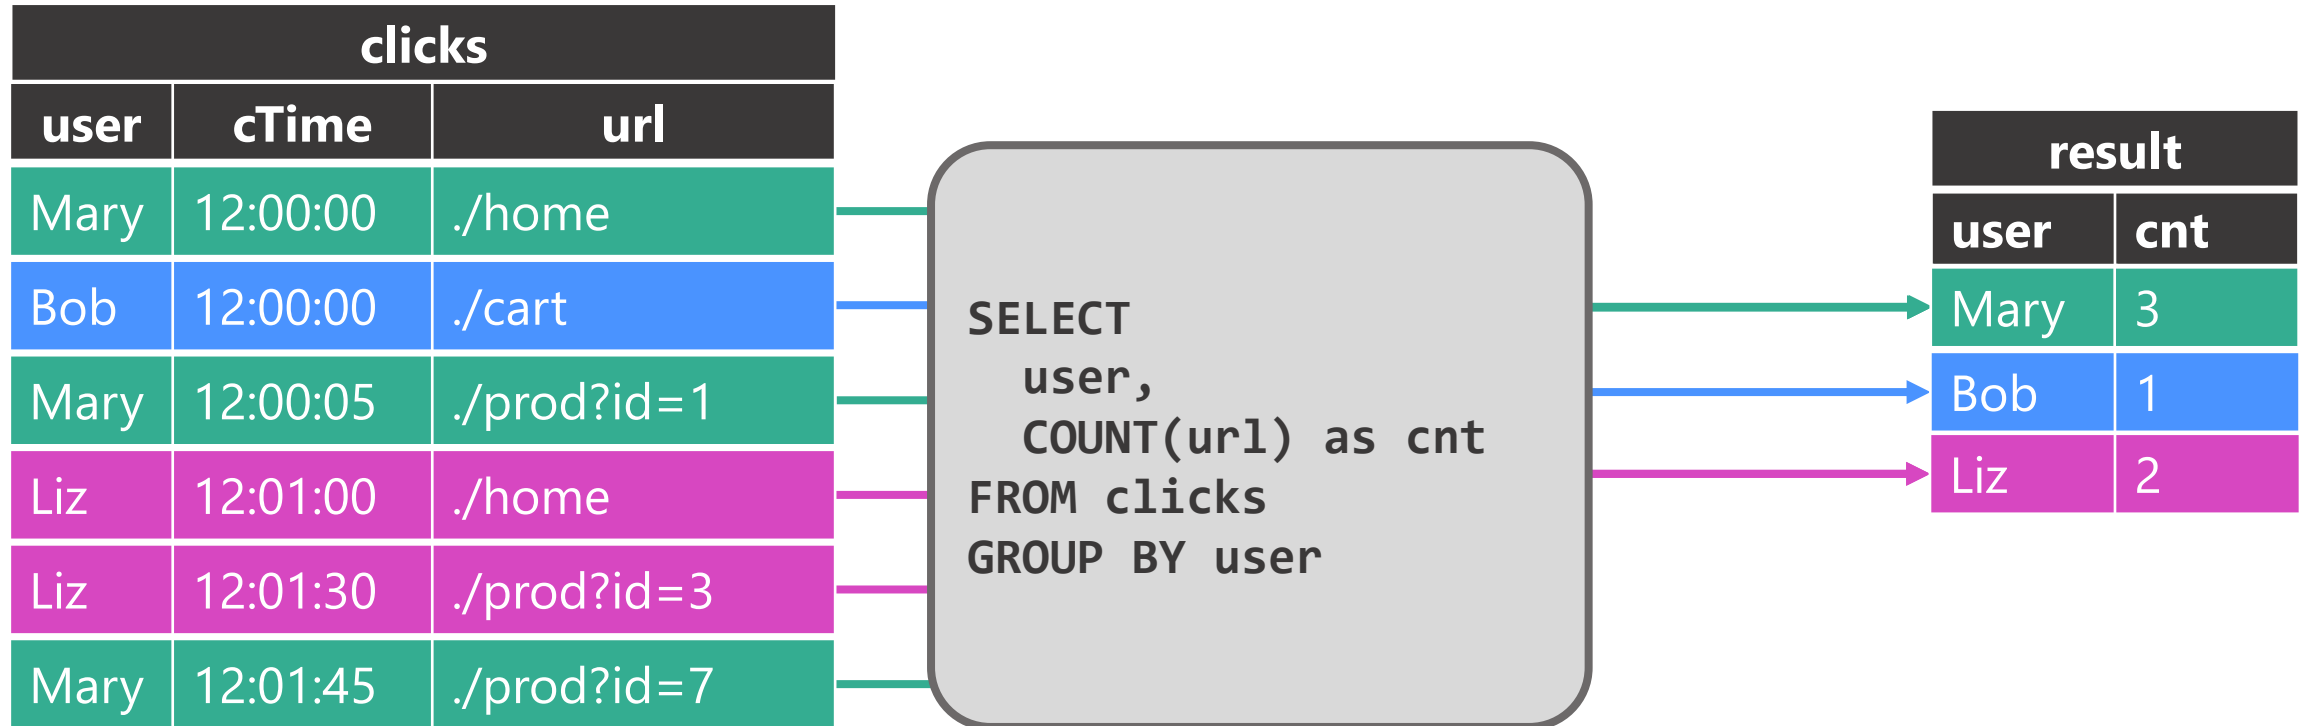 clicks
user cTime url
Mary 12:00:00 ./home
Bob 12:00:00 ./cart
Mary 12:00:05 ./prod?id=1
Liz 12:01:00 ./home
Liz 12:01:30 ./prod?id=3
Mary 12:01:45 ./prod?id=7
SELECT
user,
COUNT(url) as cnt
FROM clicks
GROUP BY user
result
user cnt
Mary 3
Bob 1
Liz 2